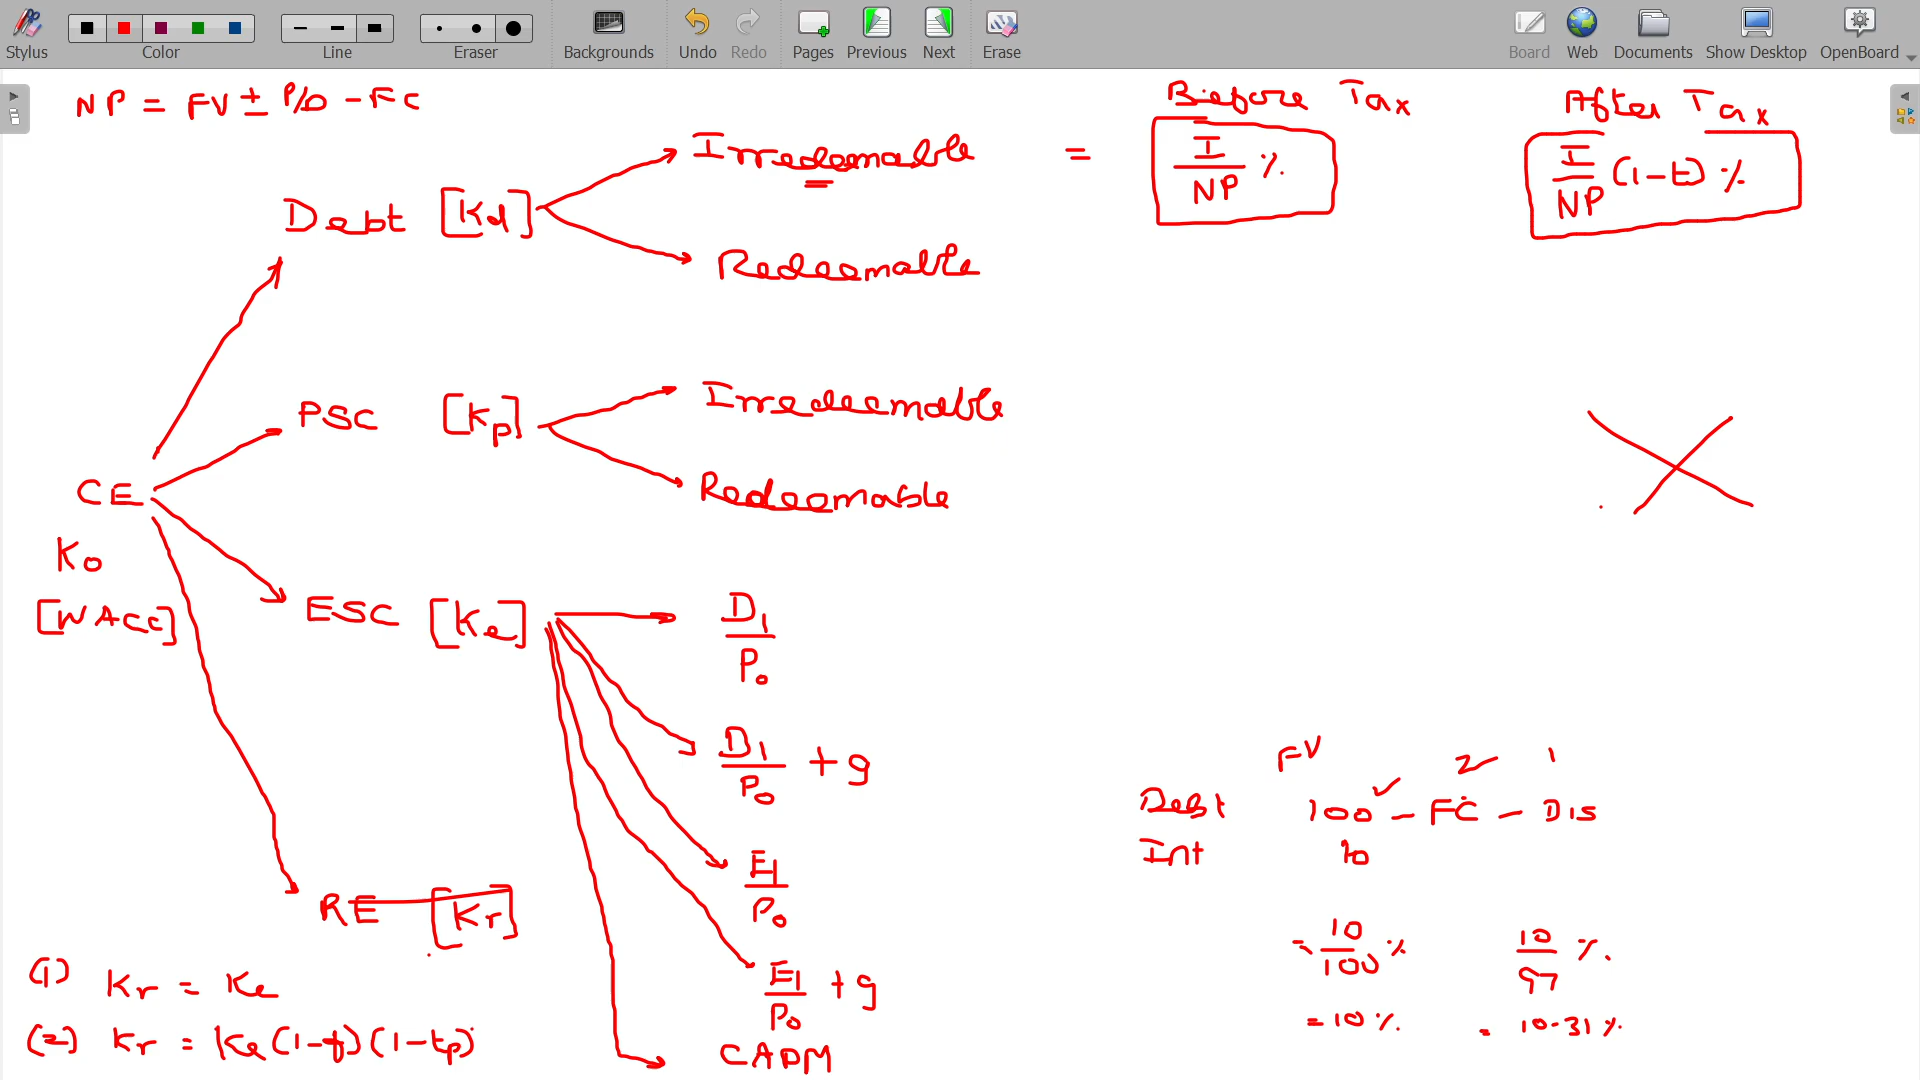 Stylus Color Line Eraser Backgrounds Undo Redo Pages Previous Next Erase Board Web Documents Show Desktop OpenBoard
NP = FV ± P/D - FC
Before Tax
After Tax
Debt [Kd]
Irredeemable = I/NP %
I/NP (1-t) %
Redeemable
PSC [Kp]
Irredeemable
Redeemable
CE
Ko
[WACC]
ESC [Ke]
D1/P0
D1/P0 + g
E1/P0
E1/P0 + g
CAPM
RE [Kr]
(1) Kr = Ke
(2) Kr = Ke(1-f)(1-tp)
FV 2 1
Debt 100 - FC - DIS
Int 10
= 10/100 %
= 10 %
10/97 %.
= 10.31 %